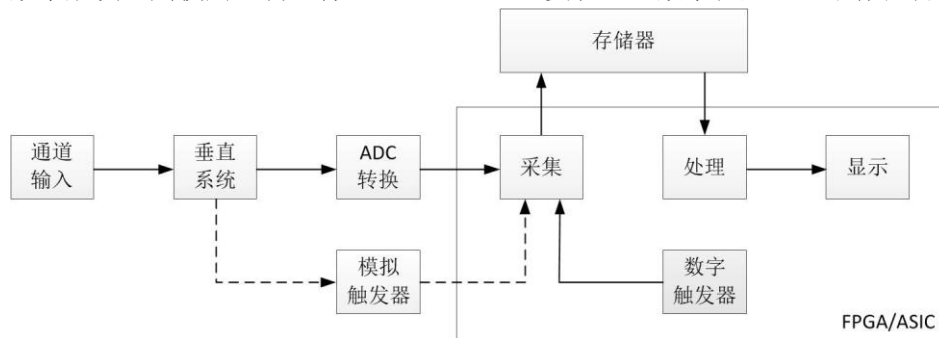 存储器
通道
输入
垂直
系统
ADC
转换
采集
处理
显示
模拟
触发器
数字
触发器
FPGA/ASIC